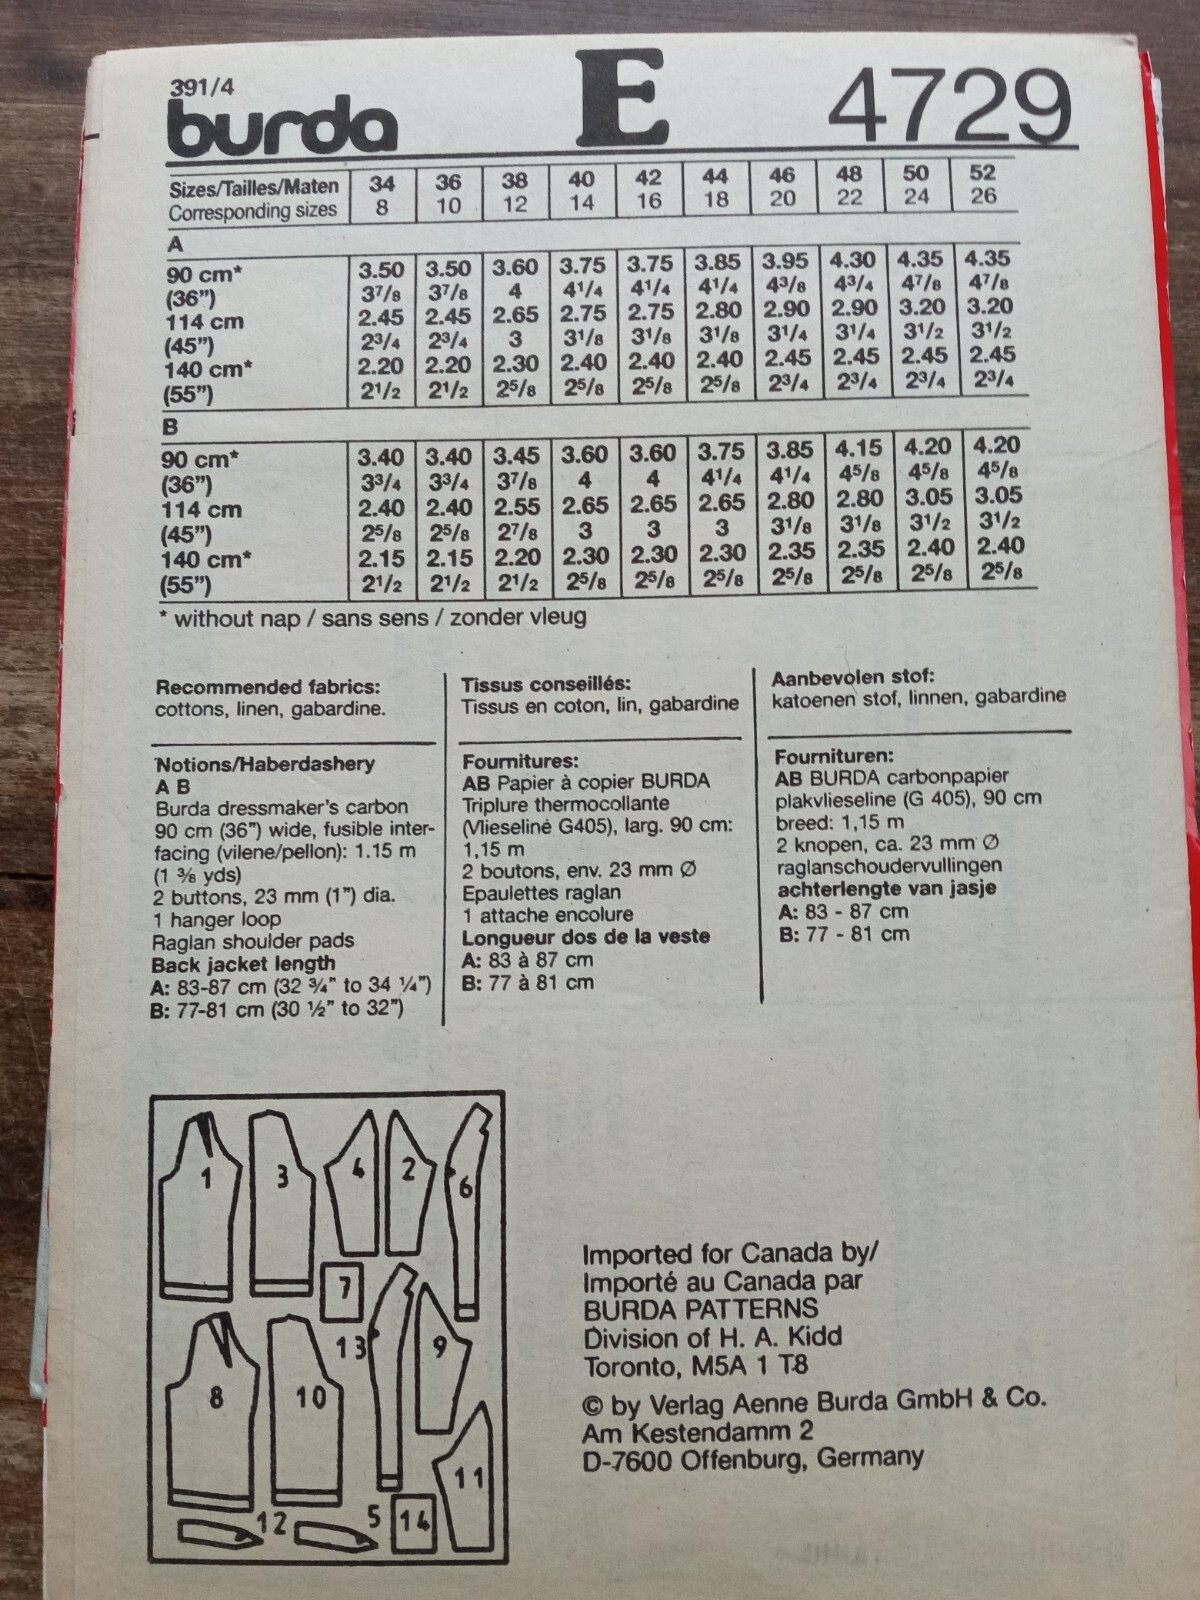 391/4
burda E 4729
Sizes/Tailles/Maten 34 36 38 40 42 44 46 48 50 52
Corresponding sizes 8 10 12 14 16 18 20 22 24 26
A
90 cm* 3.50 3.50 3.60 3.75 3.75 3.85 3.95 4.30 4.35 4.35
(36”) 3⁷/₈ 3⁷/₈ 4 4¹/₄ 4¹/₄ 4¹/₄ 4³/₈ 4³/₄ 4⁷/₈ 4⁷/₈
114 cm 2.45 2.45 2.65 2.75 2.75 2.80 2.90 2.90 3.20 3.20
(45”) 2³/₄ 2³/₄ 3 3¹/₈ 3¹/₈ 3¹/₈ 3¹/₄ 3¹/₄ 3¹/₂ 3¹/₂
140 cm* 2.20 2.20 2.30 2.40 2.40 2.40 2.45 2.45 2.45 2.45
(55”) 2¹/₂ 2¹/₂ 2⁵/₈ 2⁵/₈ 2⁵/₈ 2⁵/₈ 2³/₄ 2³/₄ 2³/₄ 2³/₄
B
90 cm* 3.40 3.40 3.45 3.60 3.60 3.75 3.85 4.15 4.20 4.20
(36”) 3³/₄ 3³/₄ 3⁷/₈ 4 4 4¹/₄ 4¹/₄ 4⁵/₈ 4⁵/₈ 4⁵/₈
114 cm 2.40 2.40 2.55 2.65 2.65 2.65 2.80 2.80 3.05 3.05
(45”) 2⁵/₈ 2⁵/₈ 2⁷/₈ 3 3 3 3¹/₈ 3¹/₈ 3¹/₂ 3¹/₂
140 cm* 2.15 2.15 2.20 2.30 2.30 2.30 2.35 2.35 2.40 2.40
(55”) 2¹/₂ 2¹/₂ 2¹/₂ 2⁵/₈ 2⁵/₈ 2⁵/₈ 2⁵/₈ 2⁵/₈ 2⁵/₈ 2⁵/₈
* without nap / sans sens / zonder vleug
Recommended fabrics:
cottons, linen, gabardine.
Notions/Haberdashery
A B
Burda dressmaker's carbon
90 cm (36”) wide, fusible inter-
facing (vilene/pellon): 1.15 m
(1 ⅜ yds)
2 buttons, 23 mm (1”) dia.
1 hanger loop
Raglan shoulder pads
Back jacket length
A: 83-87 cm (32 ¾” to 34 ¼”)
B: 77-81 cm (30 ½” to 32”)
Tissus conseillés:
Tissus en coton, lin, gabardine
Fournitures:
AB Papier à copier BURDA
Triplure thermocollante
(Vlieseline G405), larg. 90 cm:
1,15 m
2 boutons, env. 23 mm Ø
Epaulettes raglan
1 attache encolure
Longueur dos de la veste
A: 83 à 87 cm
B: 77 à 81 cm
Aanbevolen stof:
katoenen stof, linnen, gabardine
Fournituren:
AB BURDA carbonpapier
plakvlieseline (G 405), 90 cm
breed: 1,15 m
2 knopen, ca. 23 mm Ø
raglanschoudervullingen
achterlengte van jasje
A: 83 - 87 cm
B: 77 - 81 cm
1 3 4 2 6
7
13 9
8 10
11
12 5 14
Imported for Canada by/
Importé au Canada par
BURDA PATTERNS
Division of H. A. Kidd
Toronto, M5A 1 T8
© by Verlag Aenne Burda GmbH & Co.
Am Kestendamm 2
D-7600 Offenburg, Germany